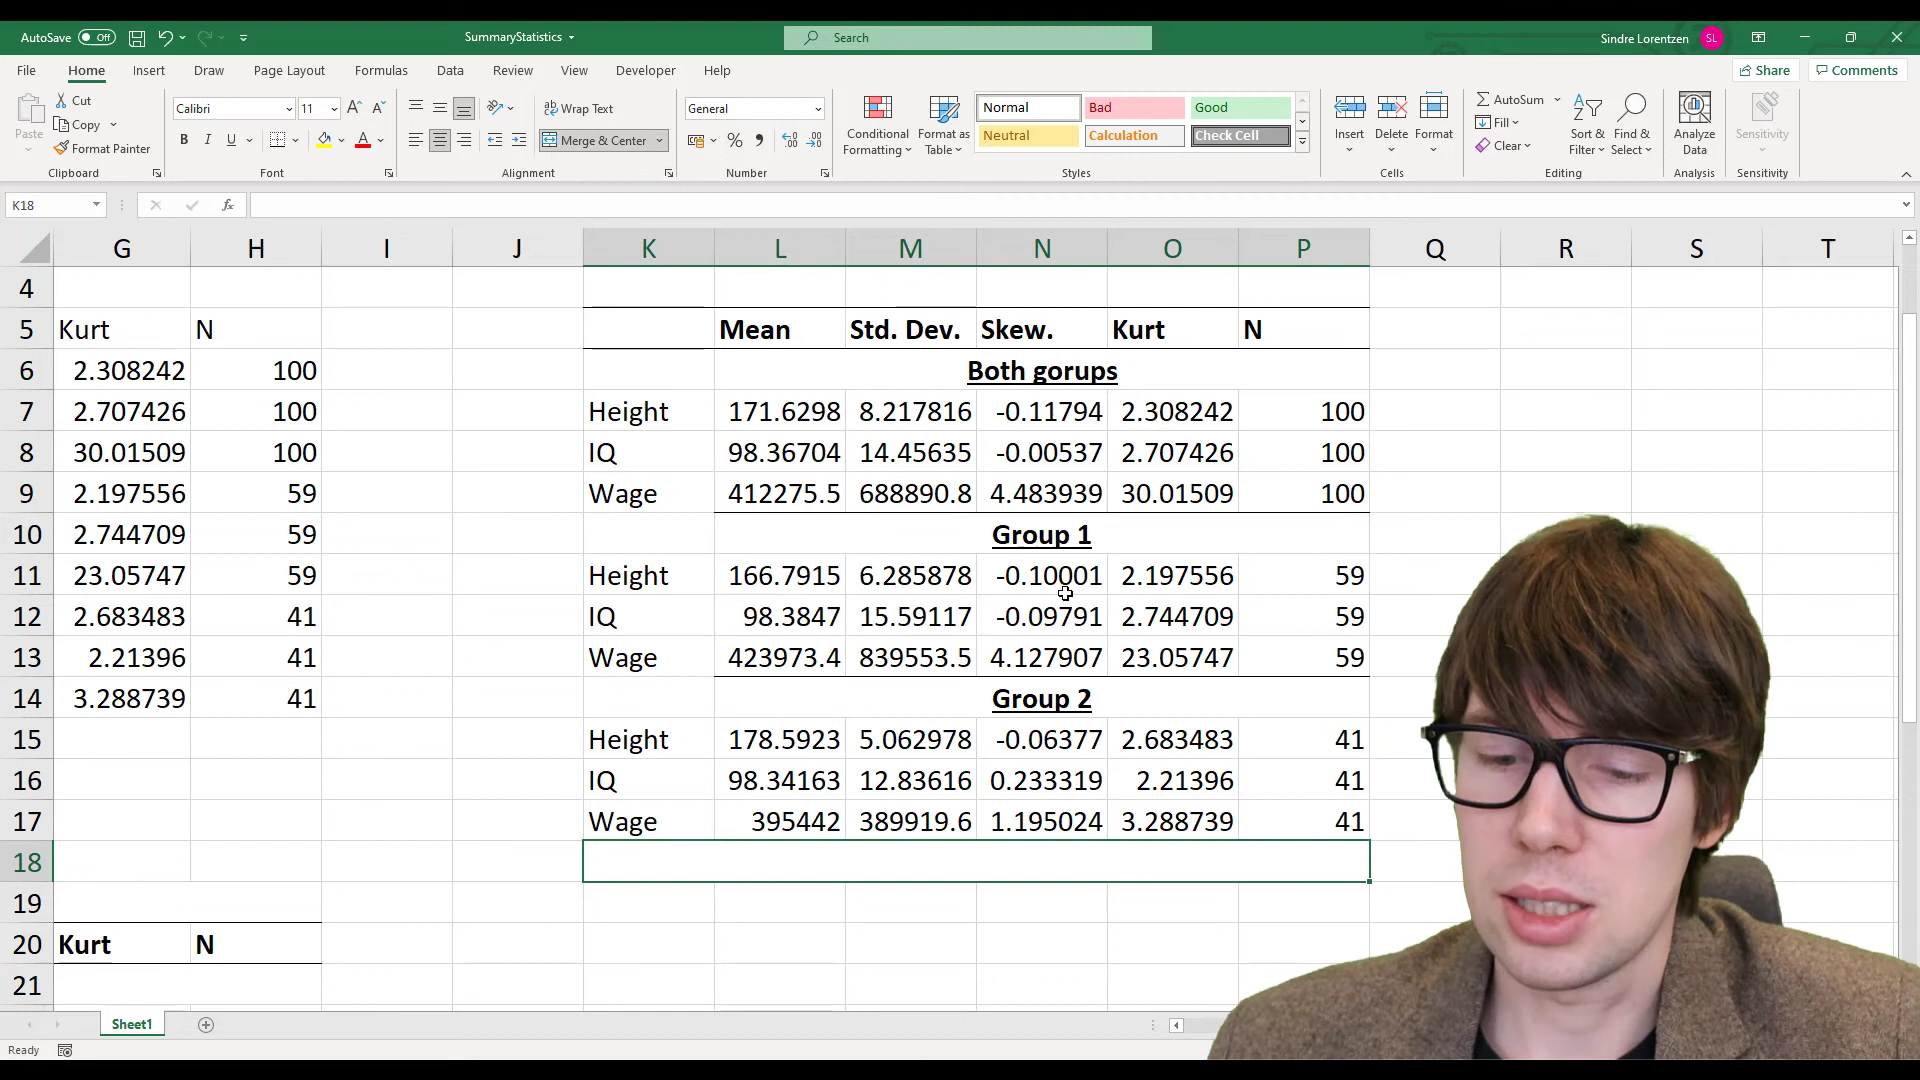 AutoSave Off SummaryStatistics Search Sindre Lorentzen SL
File Home Insert Draw Page Layout Formulas Data Review View Developer Help Share Comments
Paste Cut Copy Format Painter
Clipboard
Calibri 11
B I U
Font
ab Wrap Text
Merge & Center
Alignment
General
Number
Conditional Formatting Format as Table
Normal Bad Good
Neutral Calculation Check Cell
Styles
Insert Delete Format
Cells
AutoSum
Fill
Clear
Sort & Filter Find & Select
Editing
Analyze Data
Analysis
Sensitivity
Sensitivity
K18 fx
G H I J K L M N O P Q R S T
4
5 Kurt N Mean Std. Dev. Skew. Kurt N
6 2.308242 100 Both gorups
7 2.707426 100 Height 171.6298 8.217816 -0.11794 2.308242 100
8 30.01509 100 IQ 98.36704 14.45635 -0.00537 2.707426 100
9 2.197556 59 Wage 412275.5 688890.8 4.483939 30.01509 100
10 2.744709 59 Group 1
11 23.05747 59 Height 166.7915 6.285878 -0.10001 2.197556 59
12 2.683483 41 IQ 98.3847 15.59117 -0.09791 2.744709 59
13 2.21396 41 Wage 423973.4 839553.5 4.127907 23.05747 59
14 3.288739 41 Group 2
15 Height 178.5923 5.062978 -0.06377 2.683483 41
16 IQ 98.34163 12.83616 0.233319 2.21396 41
17 Wage 395442 389919.6 1.195024 3.288739 41
18
19
20 Kurt N
21
Sheet1
Ready